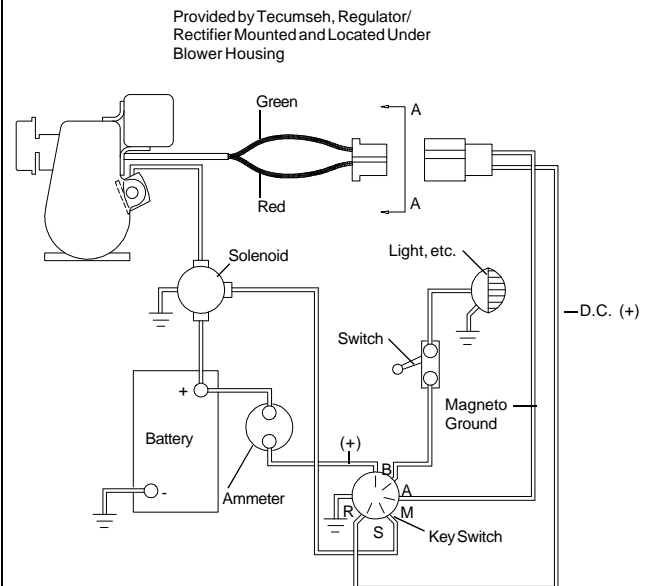 Provided by Tecumseh, Regulator/
Rectifier Mounted and Located Under
Blower Housing
Green
A
A
Red
Solenoid
Light, etc.
D.C. (+)
Switch
+
Magneto
Ground
Battery
(+)
B
-
Ammeter
A
R
M
S
Key Switch